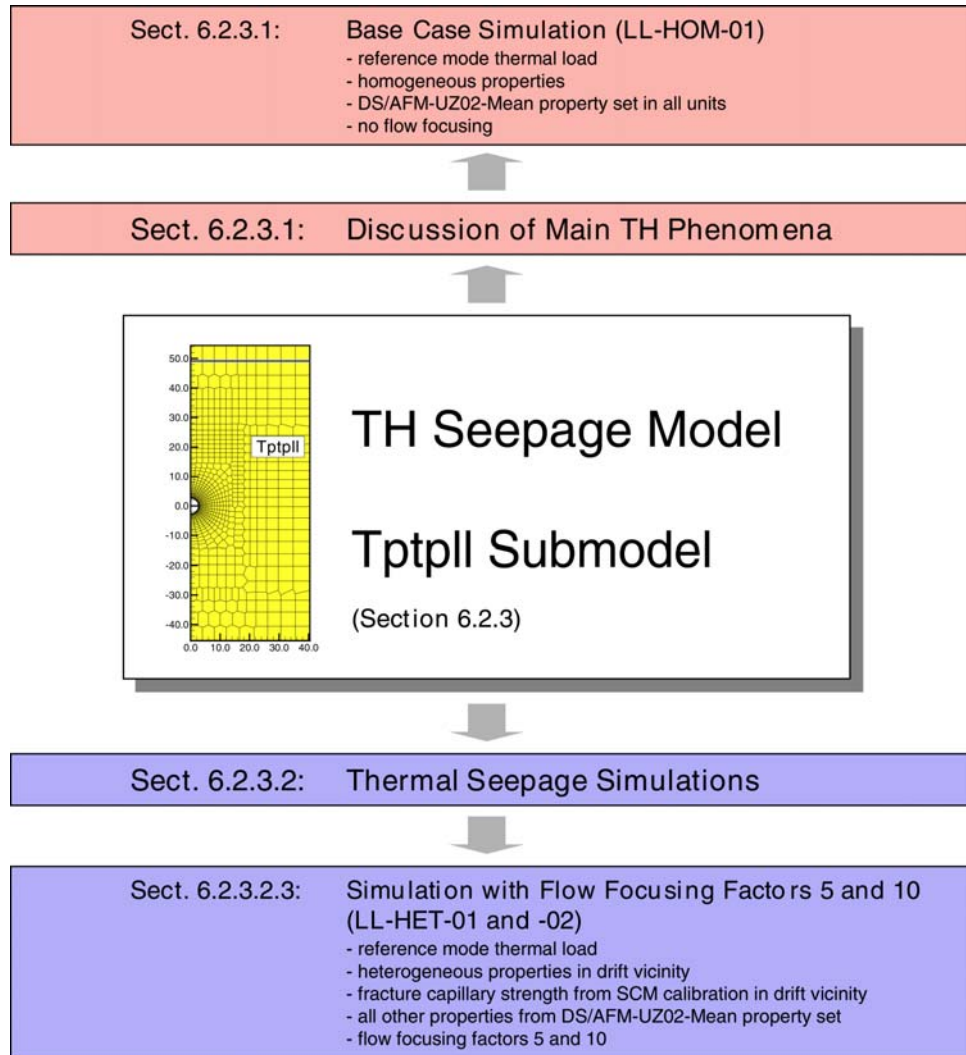 Sect. 6.2.3.1: Base Case Simulation (LL-HOM-01)
- reference mode thermal load
- homogeneous properties
- DS/AFM-UZ02-Mean property set in all units
- no flow focusing
Sect. 6.2.3.1: Discussion of Main TH Phenomena
50.0
40.0
30.0
20.0
10.0
0.0
-10.0
-20.0
-30.0
-40.0
0.0 10.0 20.0 30.0 40.0
Tptpll
TH Seepage Model
Tptpll Submodel
(Section 6.2.3)
Sect. 6.2.3.2: Thermal Seepage Simulations
Sect. 6.2.3.2.3: Simulation with Flow Focusing Factors 5 and 10
(LL-HET-01 and -02)
- reference mode thermal load
- heterogeneous properties in drift vicinity
- fracture capillary strength from SCM calibration in drift vicinity
- all other properties from DS/AFM-UZ02-Mean property set
- flow focusing factors 5 and 10